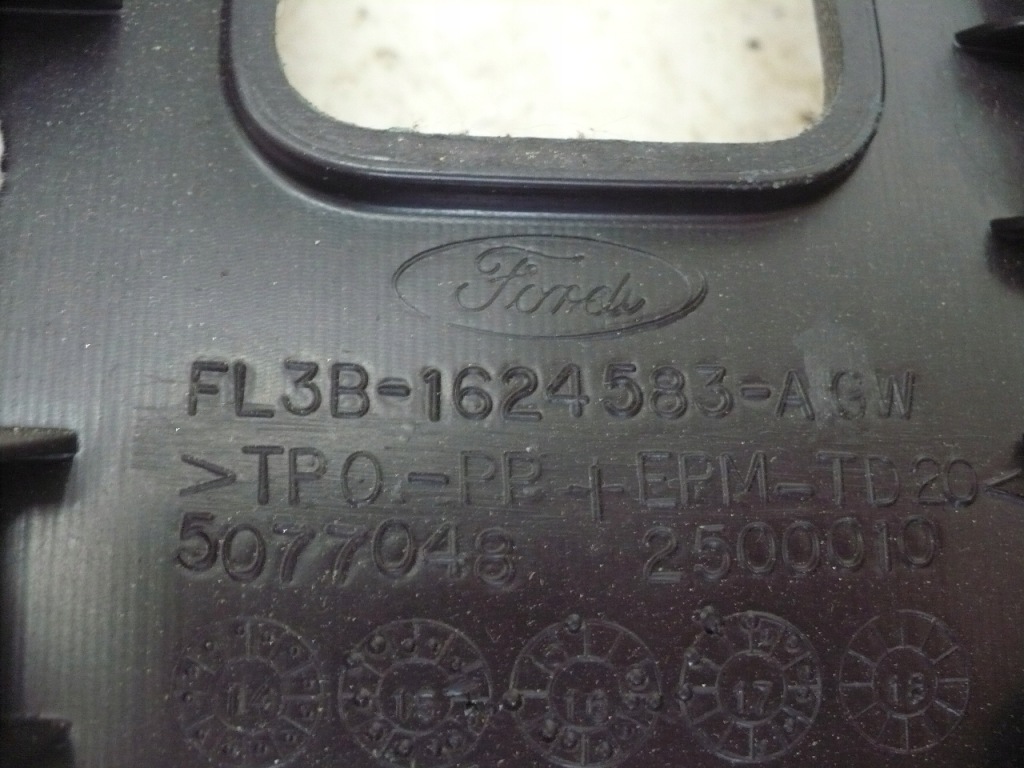 Ford
FL3B-1624583-AGW
>TPO-PP+EPM-TD20<
5077048 2500010
14 15 16 17 18